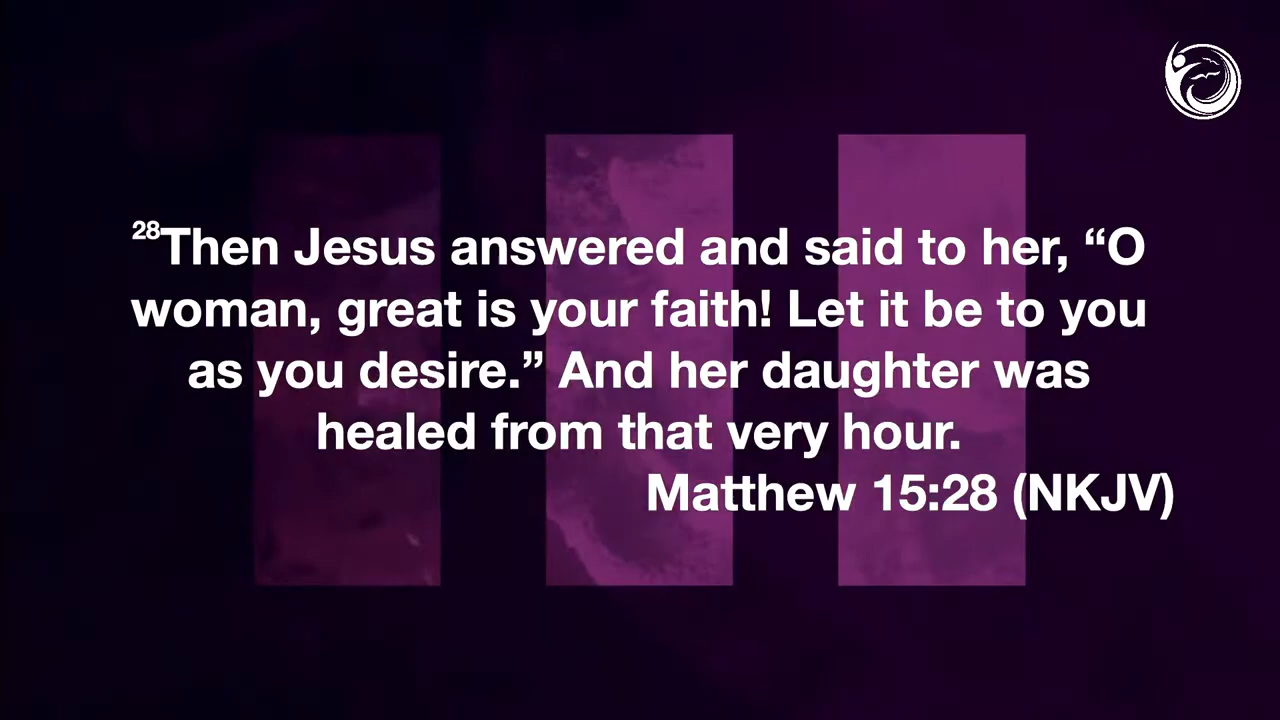 28Then Jesus answered and said to her, “O
woman, great is your faith! Let it be to you
as you desire.” And her daughter was
healed from that very hour.
Matthew 15:28 (NKJV)